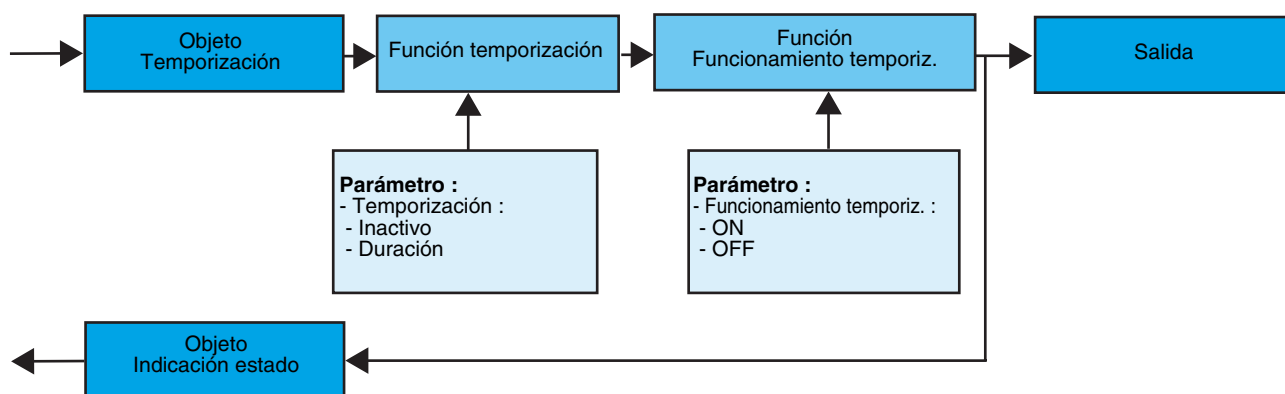 Objeto
Temporización
Función temporización
Función
Funcionamiento temporiz.
Salida
Parámetro :
- Temporización :
- Inactivo
- Duración
Parámetro :
- Funcionamiento temporiz. :
- ON
- OFF
Objeto
Indicación estado